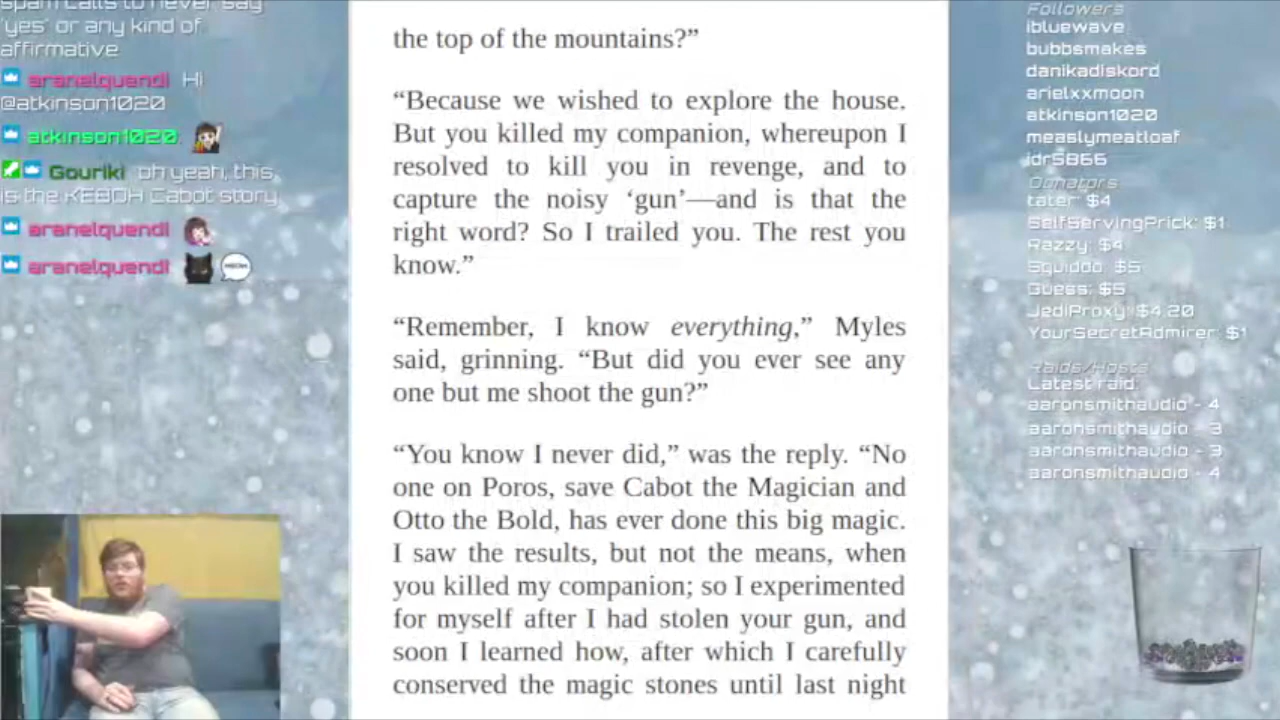 spam calls to never say
'yes' or any kind of
affirmative
aranelquendi Hi
@atkinson1020
atkinson1020
Gouriki oh yeah, this
is the KEBOH Cabot story
aranelquendi
aranelquendi
the top of the mountains?”
“Because we wished to explore the house.
But you killed my companion, whereupon I
resolved to kill you in revenge, and to
capture the noisy ‘gun’—and is that the
right word? So I trailed you. The rest you
know.”
“Remember, I know everything,” Myles
said, grinning. “But did you ever see any
one but me shoot the gun?”
“You know I never did,” was the reply. “No
one on Poros, save Cabot the Magician and
Otto the Bold, has ever done this big magic.
I saw the results, but not the means, when
you killed my companion; so I experimented
for myself after I had stolen your gun, and
soon I learned how, after which I carefully
conserved the magic stones until last night
Followers
ibluewave
bubbsmakes
danikadiskord
arielxxmoon
atkinson1020
measlymeatloaf
idrSB66
Donators
tater: $4
SelfServingPrick: $1
Razzy: $4
Squidoo: $5
Guess: $5
JediProxy: $4.20
YourSecretAdmirer: $1
Raids/Hosts
Latest raid:
aaronsmithaudio - 4
aaronsmithaudio - 3
aaronsmithaudio - 3
aaronsmithaudio - 4